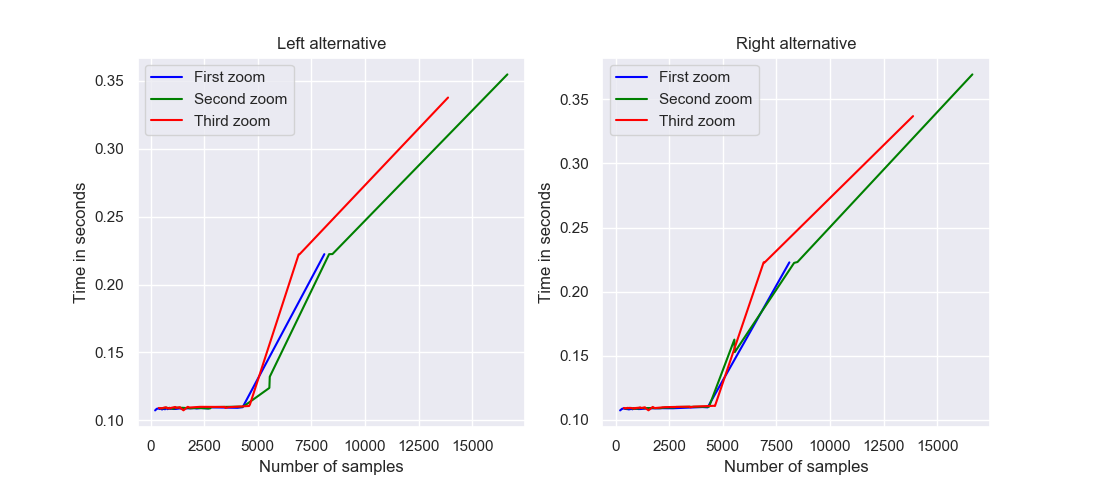 Left alternative
First zoom
Second zoom
Third zoom
Time in seconds
0.35
0.30
0.25
0.20
0.15
0.10
0 2500 5000 7500 10000 12500 15000
Number of samples
Right alternative
First zoom
Second zoom
Third zoom
Time in seconds
0.35
0.30
0.25
0.20
0.15
0.10
0 2500 5000 7500 10000 12500 15000
Number of samples